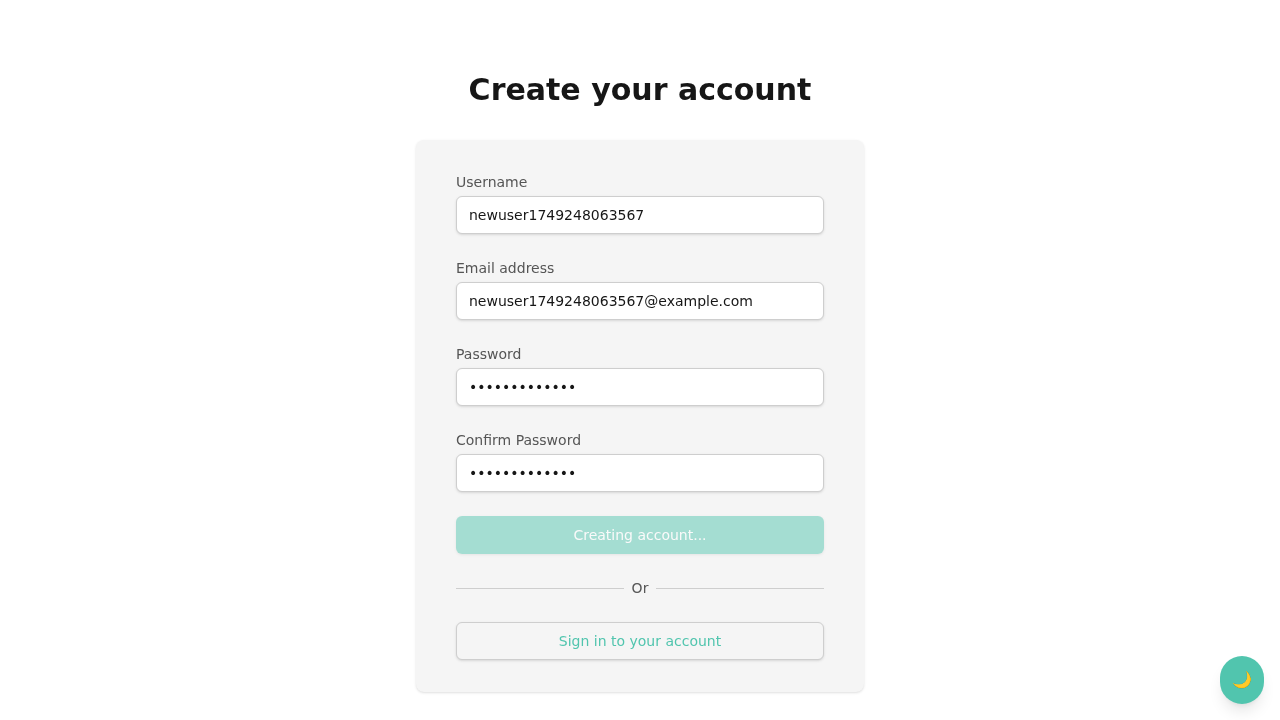 Create your account
Username
newuser1749248063567
Email address
newuser1749248063567@example.com
Password
•••••••••••••
Confirm Password
•••••••••••••
Creating account...
Or
Sign in to your account
🌙